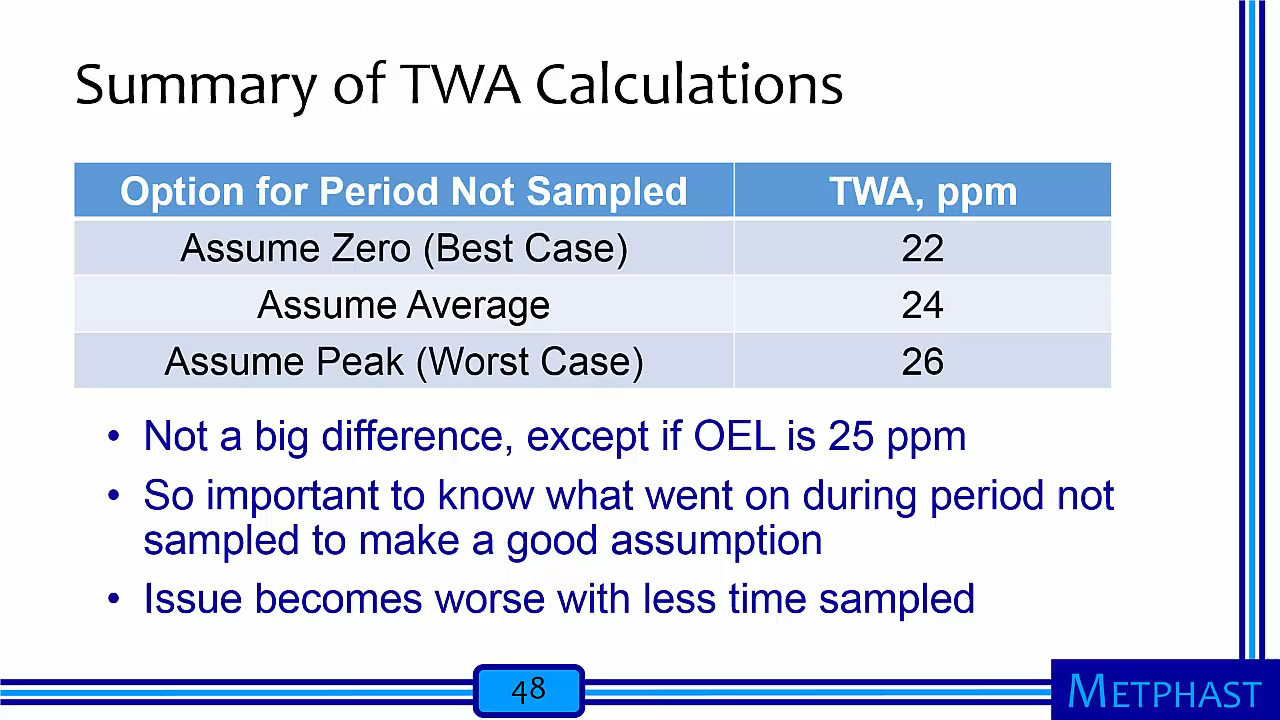 Summary of TWA Calculations
Option for Period Not Sampled TWA, ppm
Assume Zero (Best Case) 22
Assume Average 24
Assume Peak (Worst Case) 26
• Not a big difference, except if OEL is 25 ppm
• So important to know what went on during period not
sampled to make a good assumption
• Issue becomes worse with less time sampled
48
METPHAST